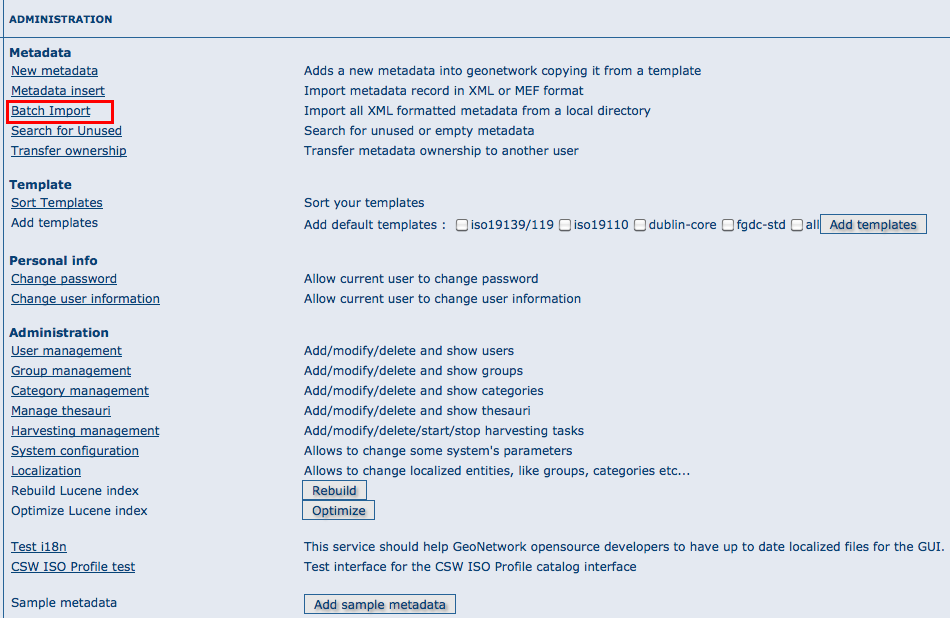 ADMINISTRATION
Metadata
New metadata Adds a new metadata into geonetwork copying it from a template
Metadata insert Import metadata record in XML or MEF format
Batch Import Import all XML formatted metadata from a local directory
Search for Unused Search for unused or empty metadata
Transfer ownership Transfer metadata ownership to another user
Template
Sort Templates Sort your templates
Add templates Add default templates : iso19139/119 iso19110 dublin-core fgdc-std all Add templates
Personal info
Change password Allow current user to change password
Change user information Allow current user to change user information
Administration
User management Add/modify/delete and show users
Group management Add/modify/delete and show groups
Category management Add/modify/delete and show categories
Manage thesauri Add/modify/delete and show thesauri
Harvesting management Add/modify/delete/start/stop harvesting tasks
System configuration Allows to change some system's parameters
Localization Allows to change localized entities, like groups, categories etc...
Rebuild Lucene index Rebuild
Optimize Lucene index Optimize
Test i18n This service should help GeoNetwork opensource developers to have up to date localized files for the GUI.
CSW ISO Profile test Test interface for the CSW ISO Profile catalog interface
Sample metadata Add sample metadata